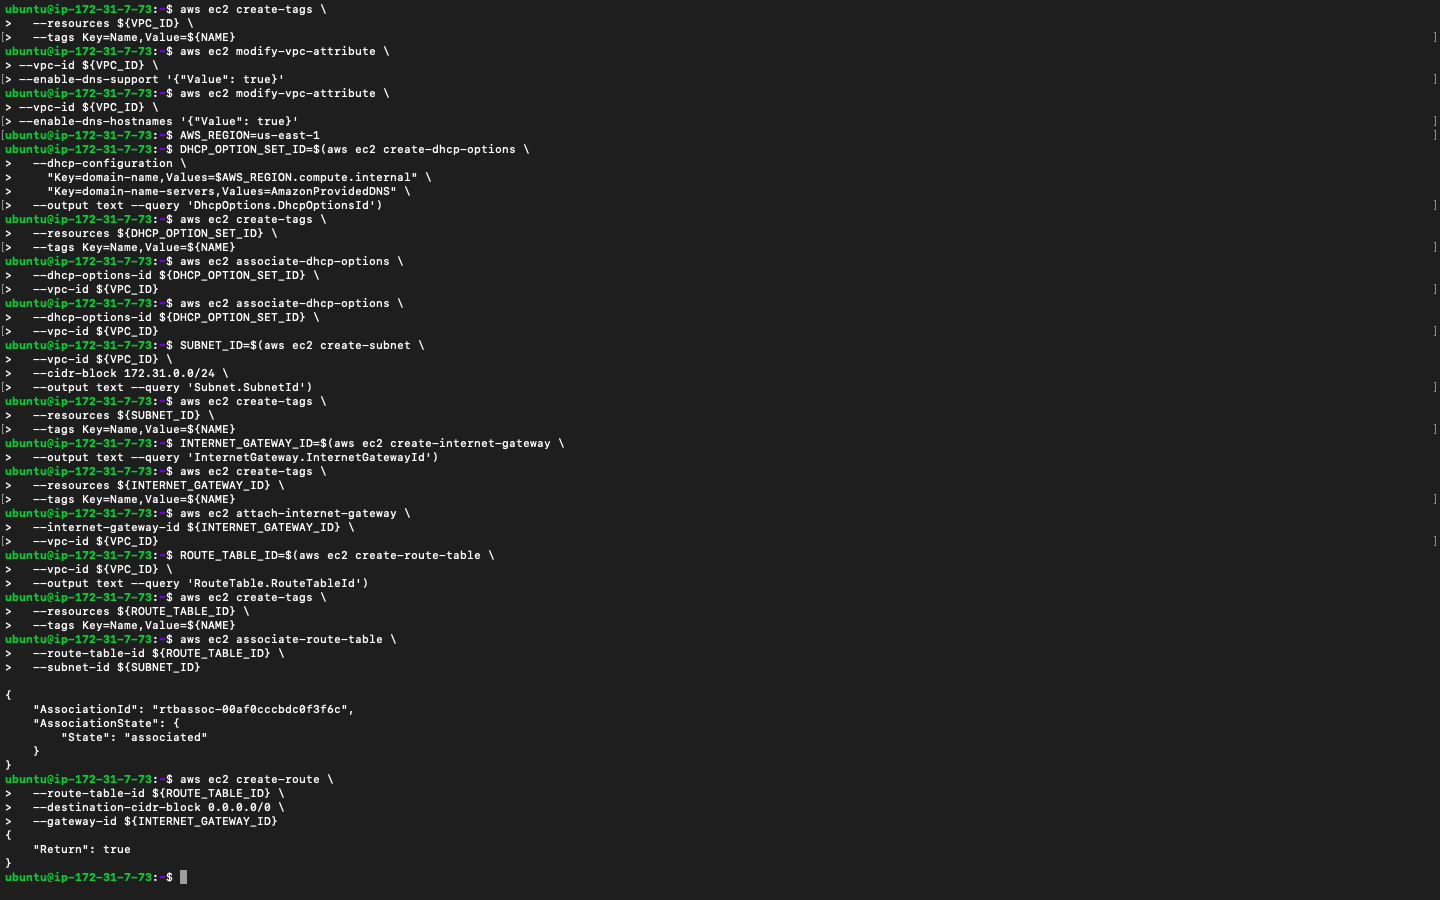 ubuntu@ip-172-31-7-73:~$ aws ec2 create-tags \
>   --resources ${VPC_ID} \
[>   --tags Key=Name,Value=${NAME} ]
ubuntu@ip-172-31-7-73:~$ aws ec2 modify-vpc-attribute \
> --vpc-id ${VPC_ID} \
[> --enable-dns-support '{"Value": true}' ]
ubuntu@ip-172-31-7-73:~$ aws ec2 modify-vpc-attribute \
> --vpc-id ${VPC_ID} \
[> --enable-dns-hostnames '{"Value": true}' ]
[ubuntu@ip-172-31-7-73:~$ AWS_REGION=us-east-1 ]
ubuntu@ip-172-31-7-73:~$ DHCP_OPTION_SET_ID=$(aws ec2 create-dhcp-options \
>   --dhcp-configuration \
>     "Key=domain-name,Values=$AWS_REGION.compute.internal" \
>     "Key=domain-name-servers,Values=AmazonProvidedDNS" \
[>   --output text --query 'DhcpOptions.DhcpOptionsId') ]
ubuntu@ip-172-31-7-73:~$ aws ec2 create-tags \
>   --resources ${DHCP_OPTION_SET_ID} \
[>   --tags Key=Name,Value=${NAME} ]
ubuntu@ip-172-31-7-73:~$ aws ec2 associate-dhcp-options \
>   --dhcp-options-id ${DHCP_OPTION_SET_ID} \
[>   --vpc-id ${VPC_ID} ]
ubuntu@ip-172-31-7-73:~$ aws ec2 associate-dhcp-options \
>   --dhcp-options-id ${DHCP_OPTION_SET_ID} \
[>   --vpc-id ${VPC_ID} ]
ubuntu@ip-172-31-7-73:~$ SUBNET_ID=$(aws ec2 create-subnet \
>   --vpc-id ${VPC_ID} \
>   --cidr-block 172.31.0.0/24 \
[>   --output text --query 'Subnet.SubnetId') ]
ubuntu@ip-172-31-7-73:~$ aws ec2 create-tags \
>   --resources ${SUBNET_ID} \
[>   --tags Key=Name,Value=${NAME} ]
ubuntu@ip-172-31-7-73:~$ INTERNET_GATEWAY_ID=$(aws ec2 create-internet-gateway \
>   --output text --query 'InternetGateway.InternetGatewayId')
ubuntu@ip-172-31-7-73:~$ aws ec2 create-tags \
>   --resources ${INTERNET_GATEWAY_ID} \
[>   --tags Key=Name,Value=${NAME} ]
ubuntu@ip-172-31-7-73:~$ aws ec2 attach-internet-gateway \
>   --internet-gateway-id ${INTERNET_GATEWAY_ID} \
[>   --vpc-id ${VPC_ID} ]
ubuntu@ip-172-31-7-73:~$ ROUTE_TABLE_ID=$(aws ec2 create-route-table \
>   --vpc-id ${VPC_ID} \
>   --output text --query 'RouteTable.RouteTableId')
ubuntu@ip-172-31-7-73:~$ aws ec2 create-tags \
>   --resources ${ROUTE_TABLE_ID} \
>   --tags Key=Name,Value=${NAME}
ubuntu@ip-172-31-7-73:~$ aws ec2 associate-route-table \
>   --route-table-id ${ROUTE_TABLE_ID} \
>   --subnet-id ${SUBNET_ID}
{
    "AssociationId": "rtbassoc-00af0cccbdc0f3f6c",
    "AssociationState": {
        "State": "associated"
    }
}
ubuntu@ip-172-31-7-73:~$ aws ec2 create-route \
>   --route-table-id ${ROUTE_TABLE_ID} \
>   --destination-cidr-block 0.0.0.0/0 \
>   --gateway-id ${INTERNET_GATEWAY_ID}
{
    "Return": true
}
ubuntu@ip-172-31-7-73:~$